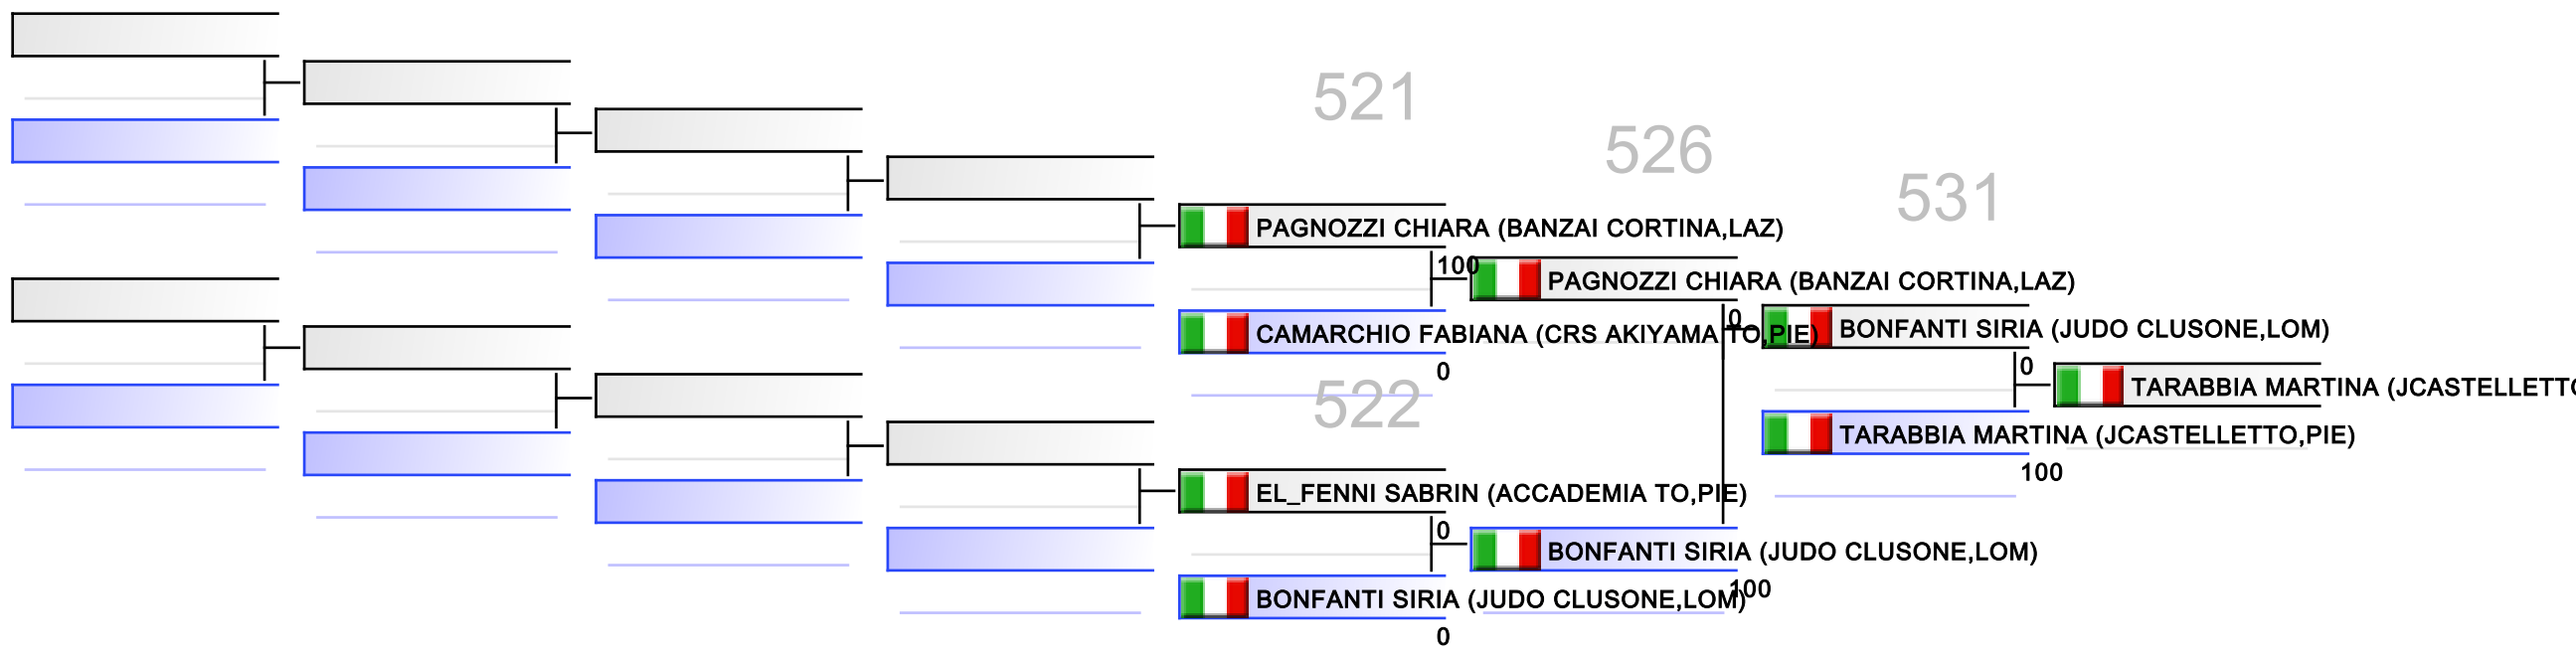 521
526
531
PAGNOZZI CHIARA (BANZAI CORTINA,LAZ)
100
PAGNOZZI CHIARA (BANZAI CORTINA,LAZ)
CAMARCHIO FABIANA (CRS AKIYAMA TO,PIE)
0
0
BONFANTI SIRIA (JUDO CLUSONE,LOM)
0
TARABBIA MARTINA (JCASTELLETTO
522
TARABBIA MARTINA (JCASTELLETTO,PIE)
100
EL_FENNI SABRIN (ACCADEMIA TO,PIE)
0
BONFANTI SIRIA (JUDO CLUSONE,LOM)
100
BONFANTI SIRIA (JUDO CLUSONE,LOM)
0